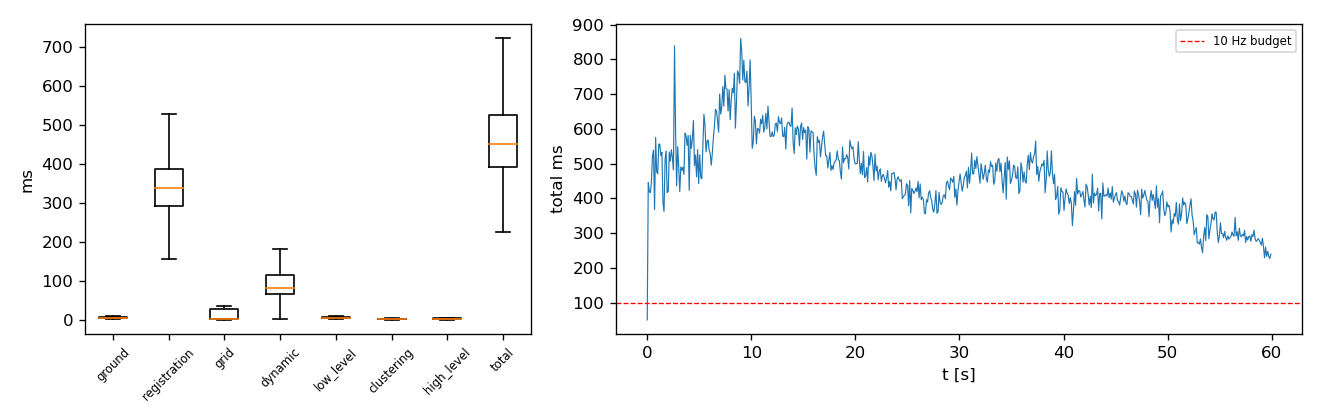 700
600
500
400
300
200
100
0
ms
ground
registration
grid
dynamic
low_level
clustering
high_level
total
900
800
700
600
500
400
300
200
100
total ms
10 Hz budget
0 10 20 30 40 50 60
t [s]